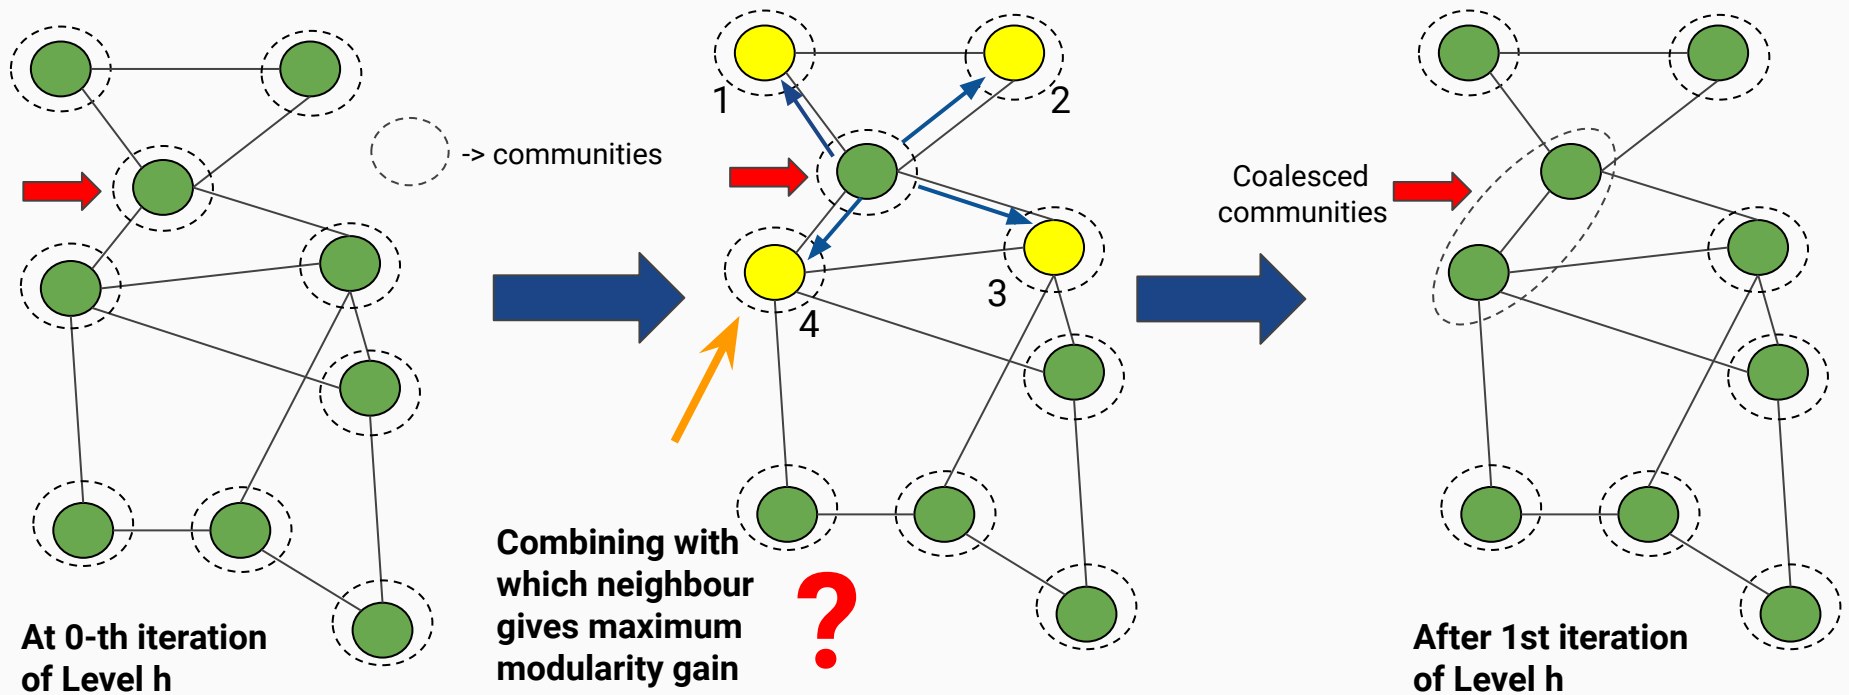 -> communities
At 0-th iteration
of Level h
1
2
3
4
Combining with
which neighbour
gives maximum
modularity gain
?
Coalesced
communities
After 1st iteration
of Level h